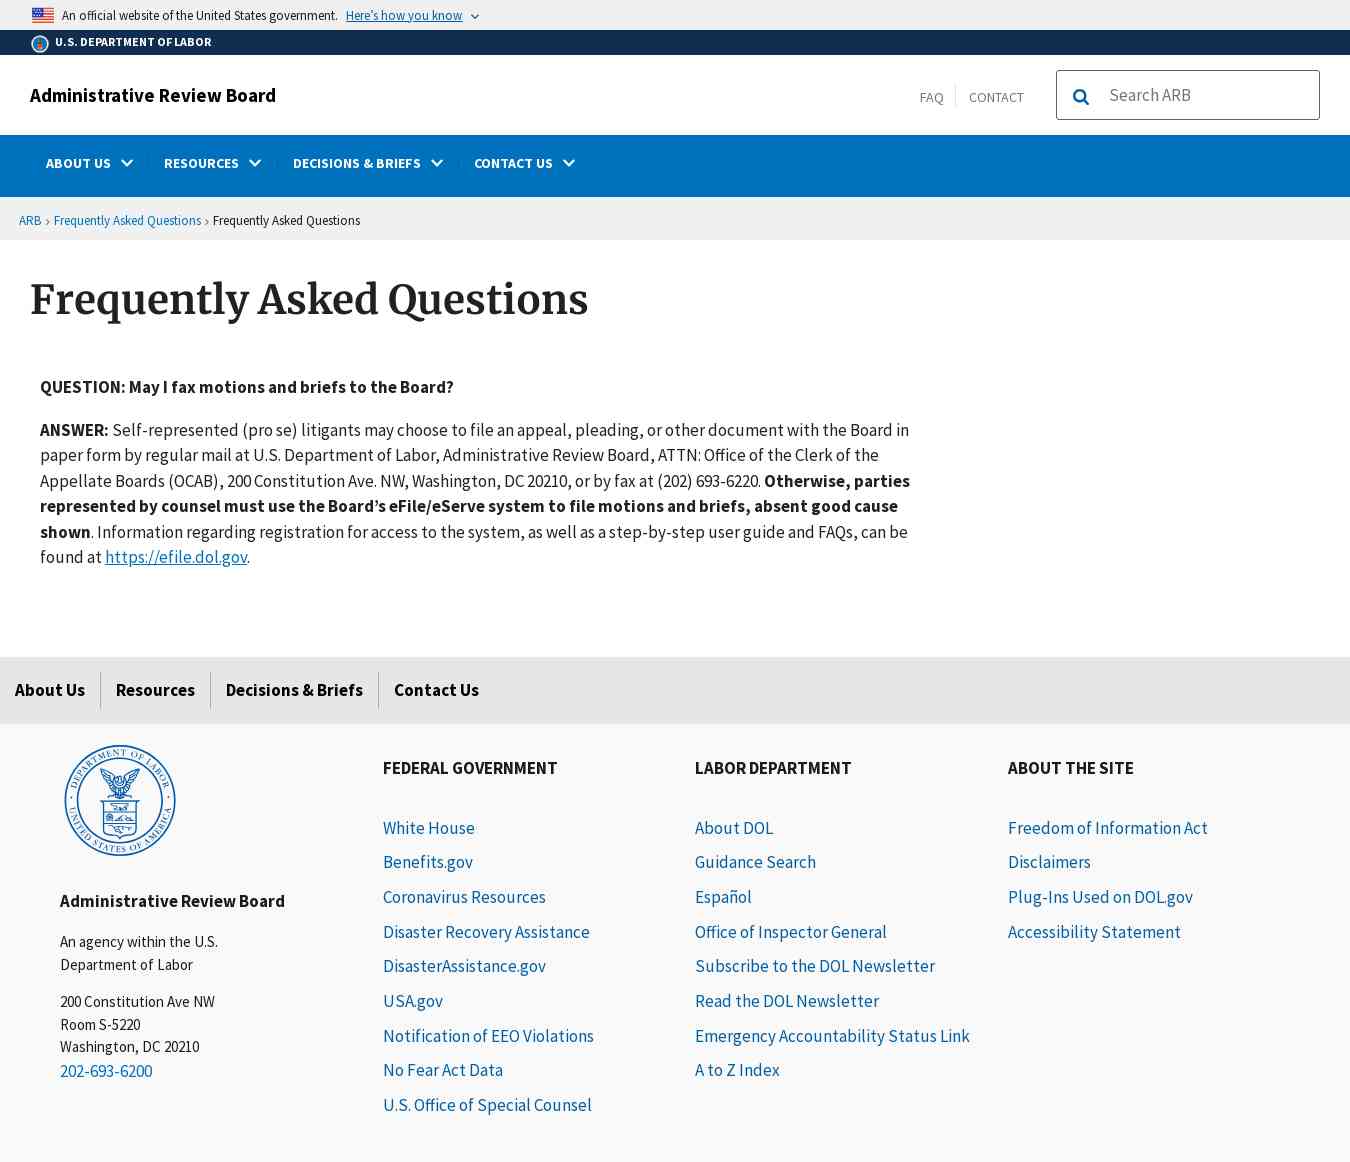 An official website of the United States government. Here’s how you know
U.S. DEPARTMENT OF LABOR
Administrative Review Board
FAQ CONTACT Search ARB
ABOUT US RESOURCES DECISIONS & BRIEFS CONTACT US
ARB › Frequently Asked Questions › Frequently Asked Questions
Frequently Asked Questions
QUESTION: May I fax motions and briefs to the Board?
ANSWER: Self-represented (pro se) litigants may choose to file an appeal, pleading, or other document with the Board in
paper form by regular mail at U.S. Department of Labor, Administrative Review Board, ATTN: Office of the Clerk of the
Appellate Boards (OCAB), 200 Constitution Ave. NW, Washington, DC 20210, or by fax at (202) 693-6220. Otherwise, parties
represented by counsel must use the Board’s eFile/eServe system to file motions and briefs, absent good cause
shown. Information regarding registration for access to the system, as well as a step-by-step user guide and FAQs, can be
found at https://efile.dol.gov.
About Us Resources Decisions & Briefs Contact Us
DEPARTMENT OF LABOR
UNITED STATES OF AMERICA
Administrative Review Board
An agency within the U.S.
Department of Labor
200 Constitution Ave NW
Room S-5220
Washington, DC 20210
202-693-6200
FEDERAL GOVERNMENT
White House
Benefits.gov
Coronavirus Resources
Disaster Recovery Assistance
DisasterAssistance.gov
USA.gov
Notification of EEO Violations
No Fear Act Data
U.S. Office of Special Counsel
LABOR DEPARTMENT
About DOL
Guidance Search
Español
Office of Inspector General
Subscribe to the DOL Newsletter
Read the DOL Newsletter
Emergency Accountability Status Link
A to Z Index
ABOUT THE SITE
Freedom of Information Act
Disclaimers
Plug-Ins Used on DOL.gov
Accessibility Statement